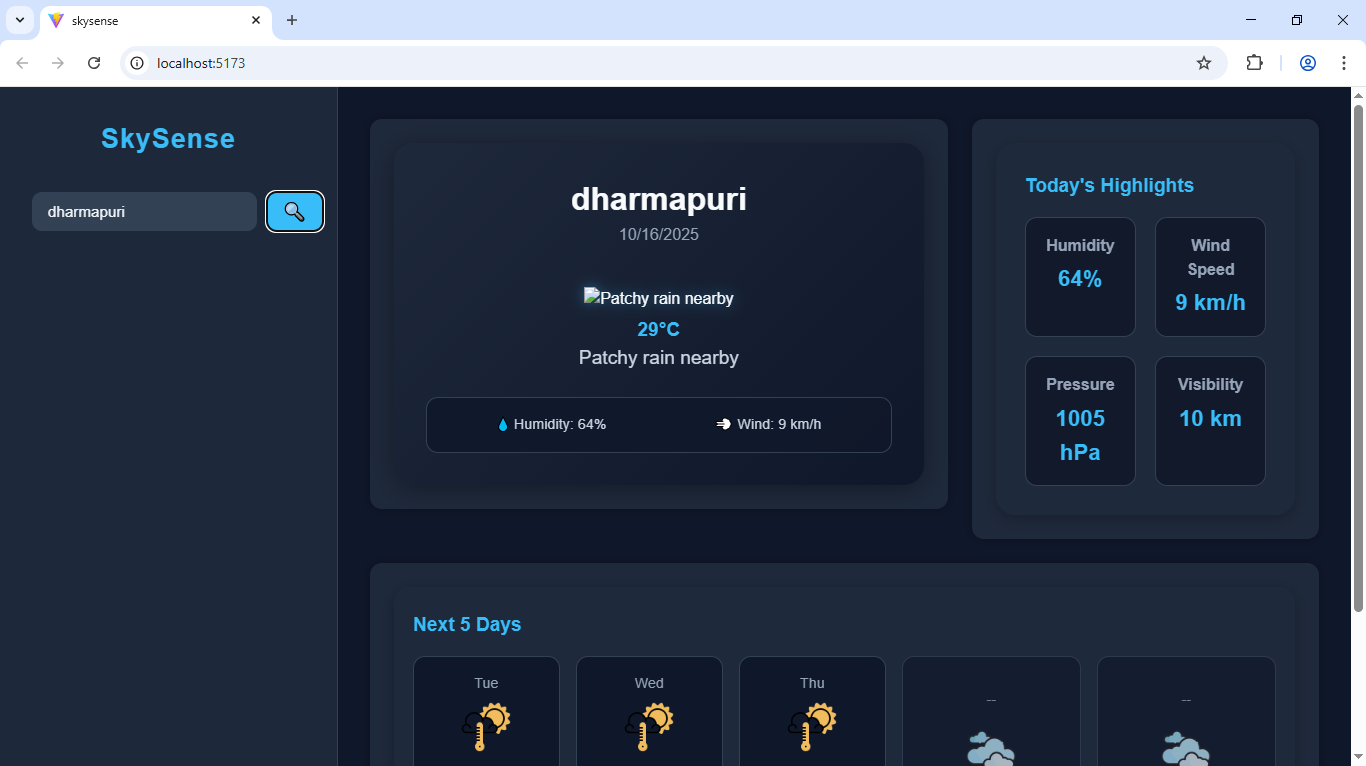 skysense
localhost:5173
SkySense
dharmapuri
dharmapuri
10/16/2025
Patchy rain nearby
29°C
Patchy rain nearby
Humidity: 64%
Wind: 9 km/h
Today's Highlights
Humidity
64%
Wind
Speed
9 km/h
Pressure
1005
hPa
Visibility
10 km
Next 5 Days
Tue
Wed
Thu
--
--